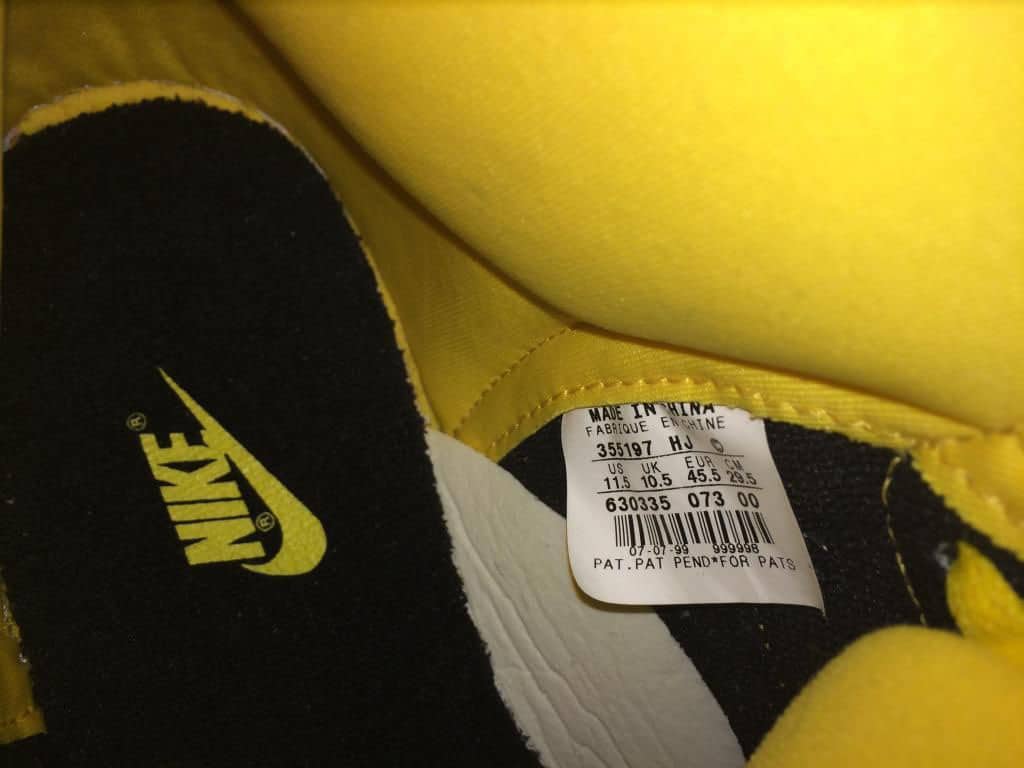 NIKE
®
®
MADE IN CHINA
FABRIQUE EN CHINE
355197 HJ
US UK EUR CM
11.5 10.5 45.5 29.5
630335 073 00
07-07-99 999998
PAT.PAT PEND*FOR PATS